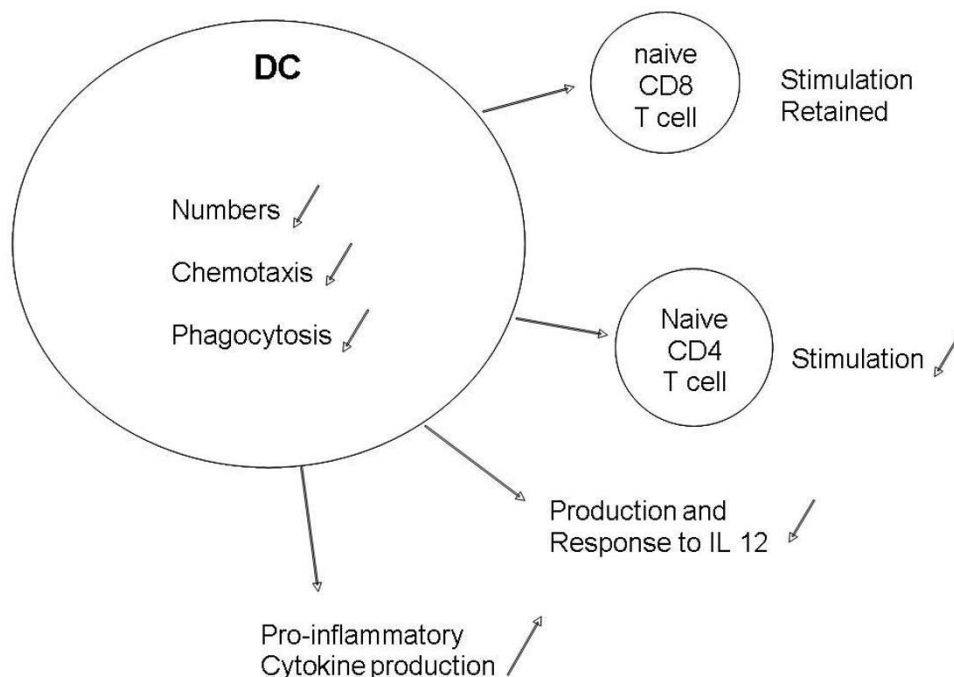 DC
naive
CD8
T cell
Stimulation
Retained
Numbers
Chemotaxis
Phagocytosis
Naive
CD4
T cell
Stimulation
Production and
Response to IL 12
Pro-inflammatory
Cytokine production